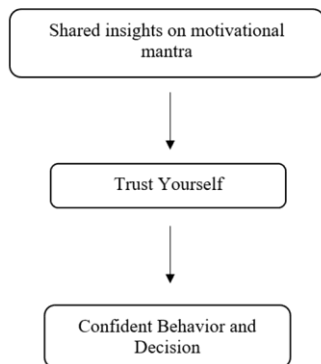 Shared insights on motivational
mantra
Trust Yourself
Confident Behavior and
Decision